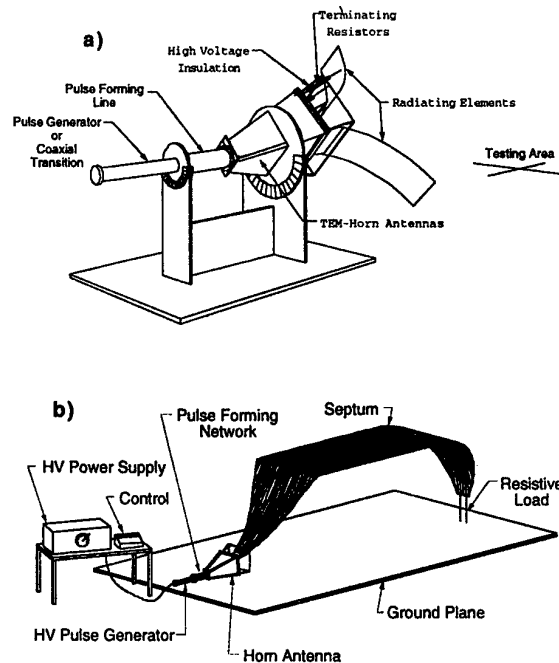 a)
Terminating
Resistors
High Voltage
Insulation
Pulse Forming
Line
Radiating Elements
Pulse Generator
or
Coaxial
Transition
Testing Area
TEM-Horn Antennas
b)
Septum
Pulse Forming
Network
HV Power Supply
Control
Resistive
Load
HV Pulse Generator
Horn Antenna
Ground Plane